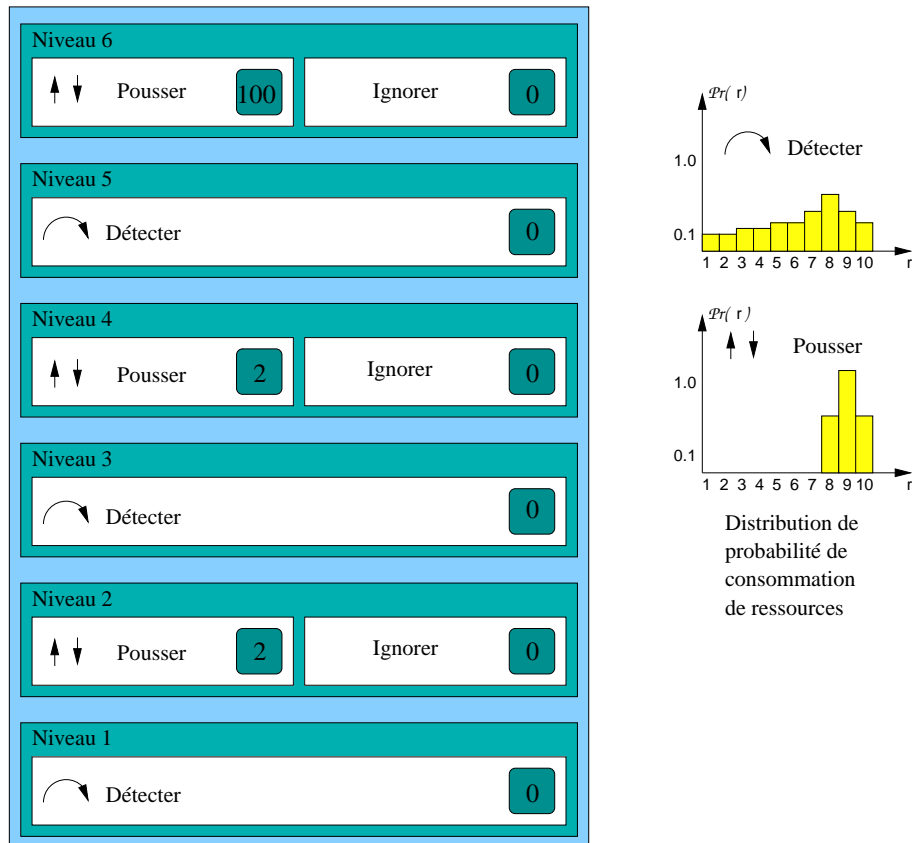 Niveau 6
Pousser 100 Ignorer 0
Niveau 5
Détecter 0
Niveau 4
Pousser 2 Ignorer 0
Niveau 3
Détecter 0
Niveau 2
Pousser 2 Ignorer 0
Niveau 1
Détecter 0
Pr( r )
1.0
Détecter
0.1
1 2 3 4 5 6 7 8 9 10 r
Pr( r )
Pousser
1.0
0.1
1 2 3 4 5 6 7 8 9 10 r
Distribution de
probabilité de
consommation
de ressources